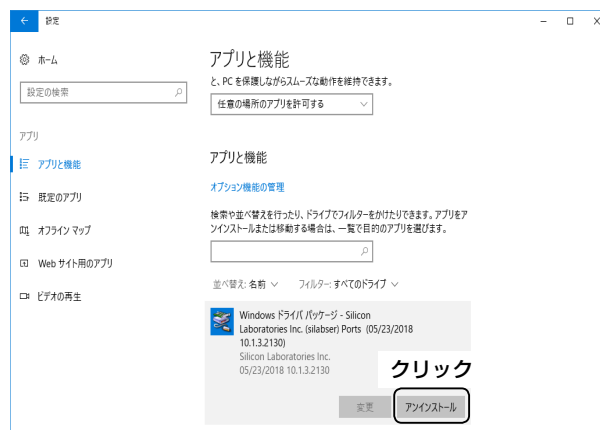 設定
ホーム
設定の検索
アプリ
アプリと機能
既定のアプリ
オフライン マップ
Web サイト用のアプリ
ビデオの再生
アプリと機能
と、PC を保護しながらスムーズな動作を維持できます。
任意の場所のアプリを許可する
アプリと機能
オプション機能の管理
検索や並べ替えを行ったり、ドライブでフィルターをかけたりできます。アプリをア
ンインストールまたは移動する場合は、一覧で目的のアプリを選びます。
並べ替え: 名前 フィルター: すべてのドライブ
Windows ドライバ パッケージ - Silicon
Laboratories Inc. (silabser) Ports (05/23/2018
10.1.3.2130)
Silicon Laboratories Inc.
05/23/2018 10.1.3.2130
クリック
変更 アンインストール